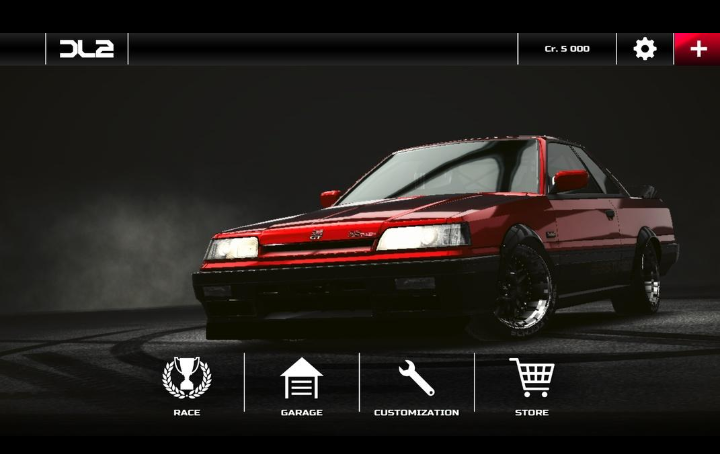 DL2
Cr. 5 000
RACE
GARAGE
CUSTOMIZATION
STORE